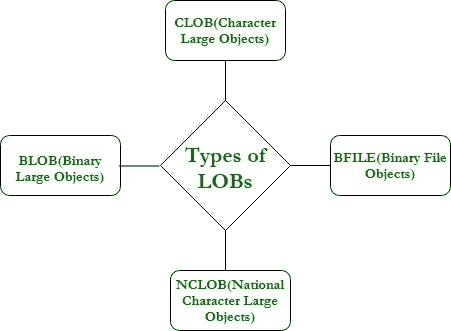 CLOB(Character
Large Objects)
BLOB(Binary
Large Objects)
Types of
LOBs
BFILE(Binary File
Objects)
NCLOB(National
Character Large
Objects)